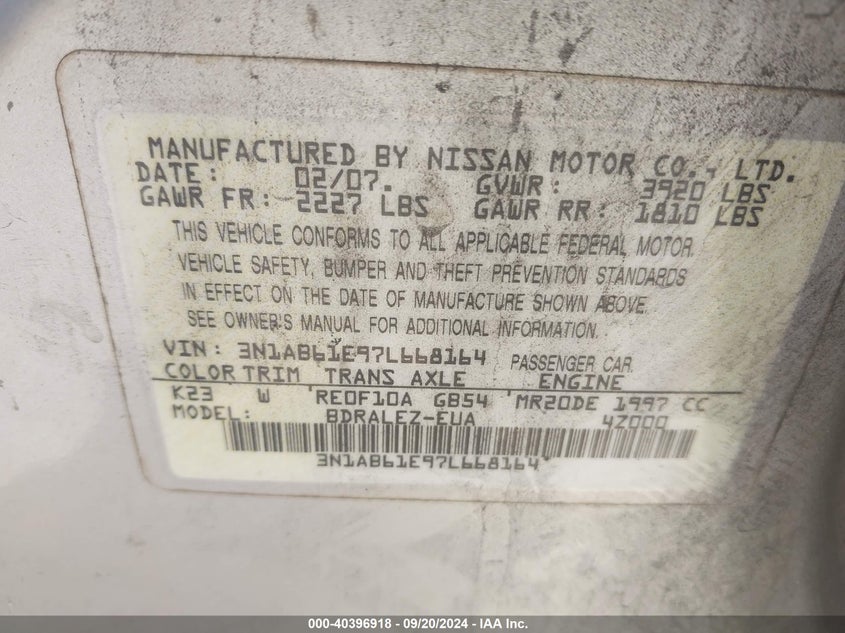 MANUFACTURED BY NISSAN MOTOR CO., LTD.
DATE: 02/07. GVWR: 3920 LBS
GAWR FR: 2227 LBS GAWR RR: 1810 LBS
THIS VEHICLE CONFORMS TO ALL APPLICABLE FEDERAL MOTOR
VEHICLE SAFETY, BUMPER AND THEFT PREVENTION STANDARDS
IN EFFECT ON THE DATE OF MANUFACTURE SHOWN ABOVE.
SEE OWNER'S MANUAL FOR ADDITIONAL INFORMATION.
VIN: 3N1AB61E97L668164 PASSENGER CAR
COLOR TRIM TRANS AXLE ENGINE
K23 W RE0F10A GB54 MR20DE 1997 CC
MODEL: BDRALEZ-EUA 4Z000
3N1AB61E97L668164
000-40396918 - 09/20/2024 - IAA Inc.